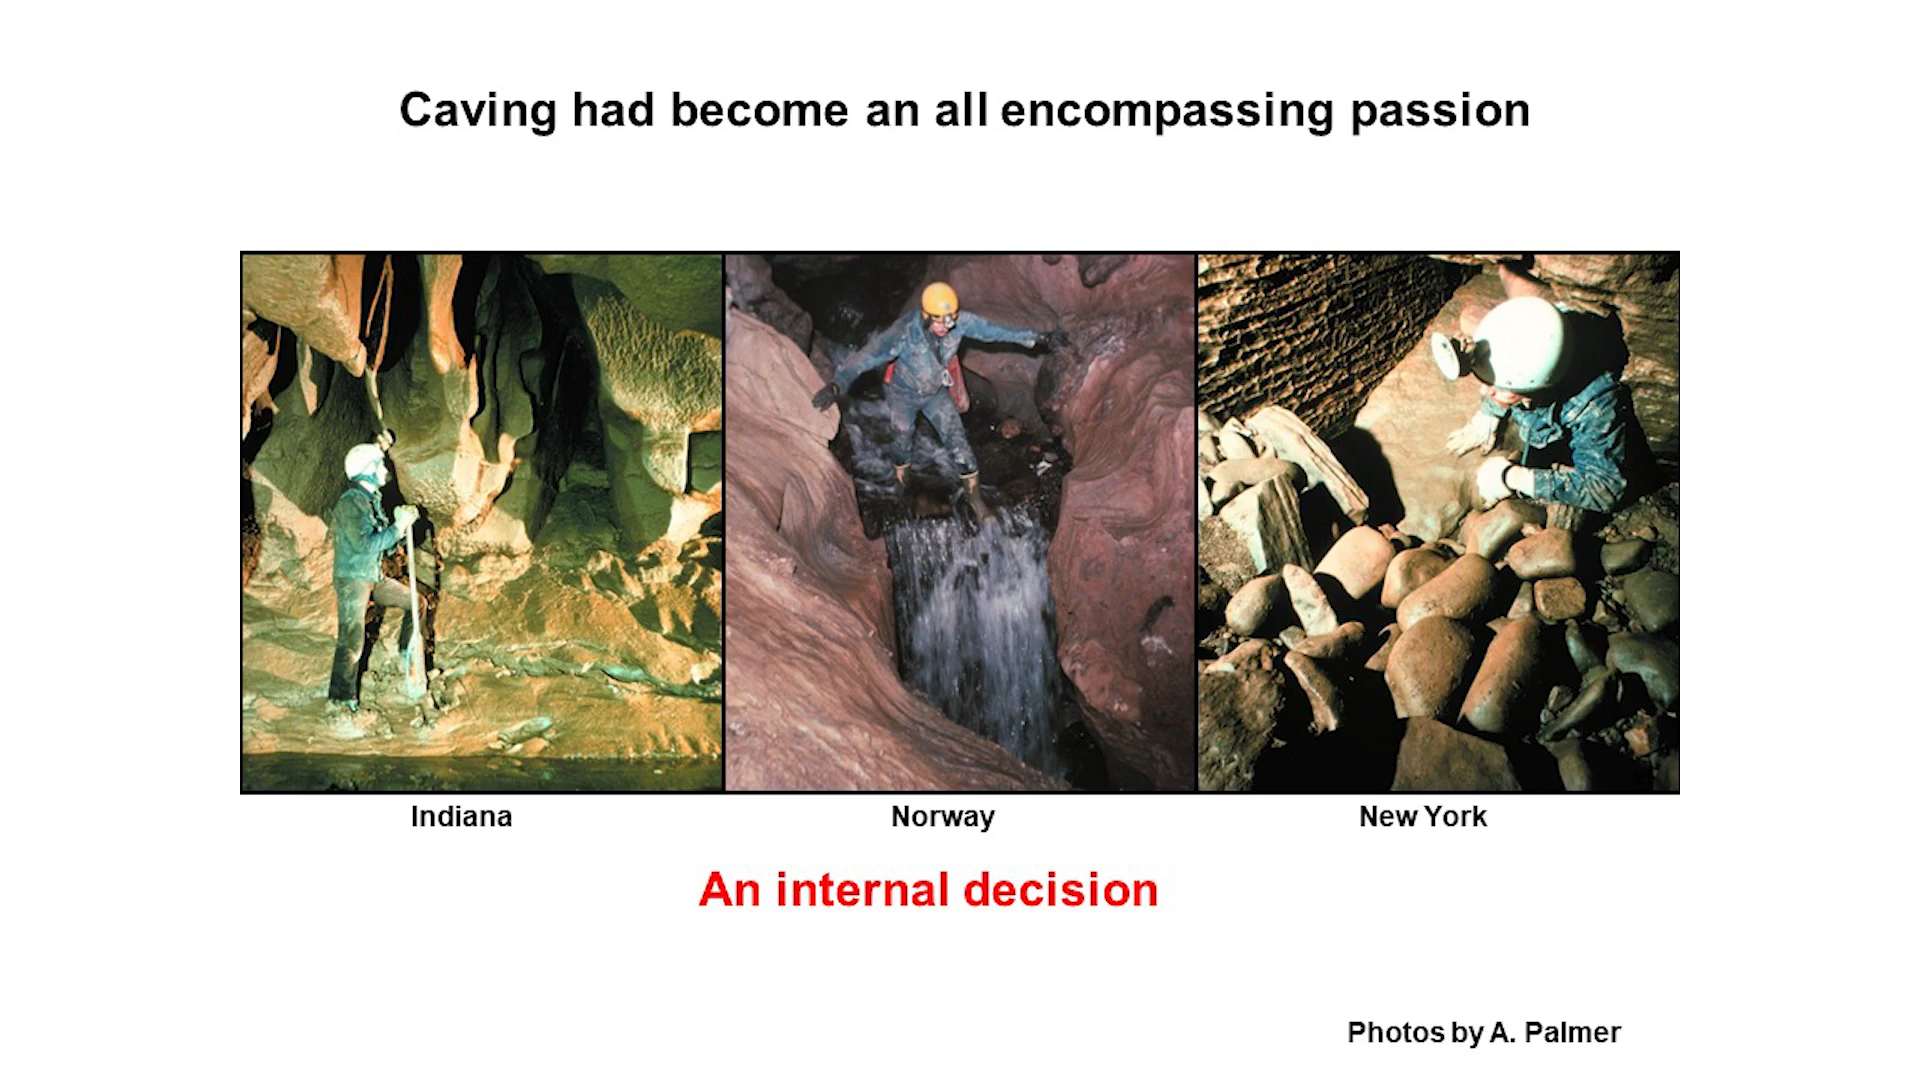 Caving had become an all encompassing passion
Indiana
Norway
New York
An internal decision
Photos by A. Palmer